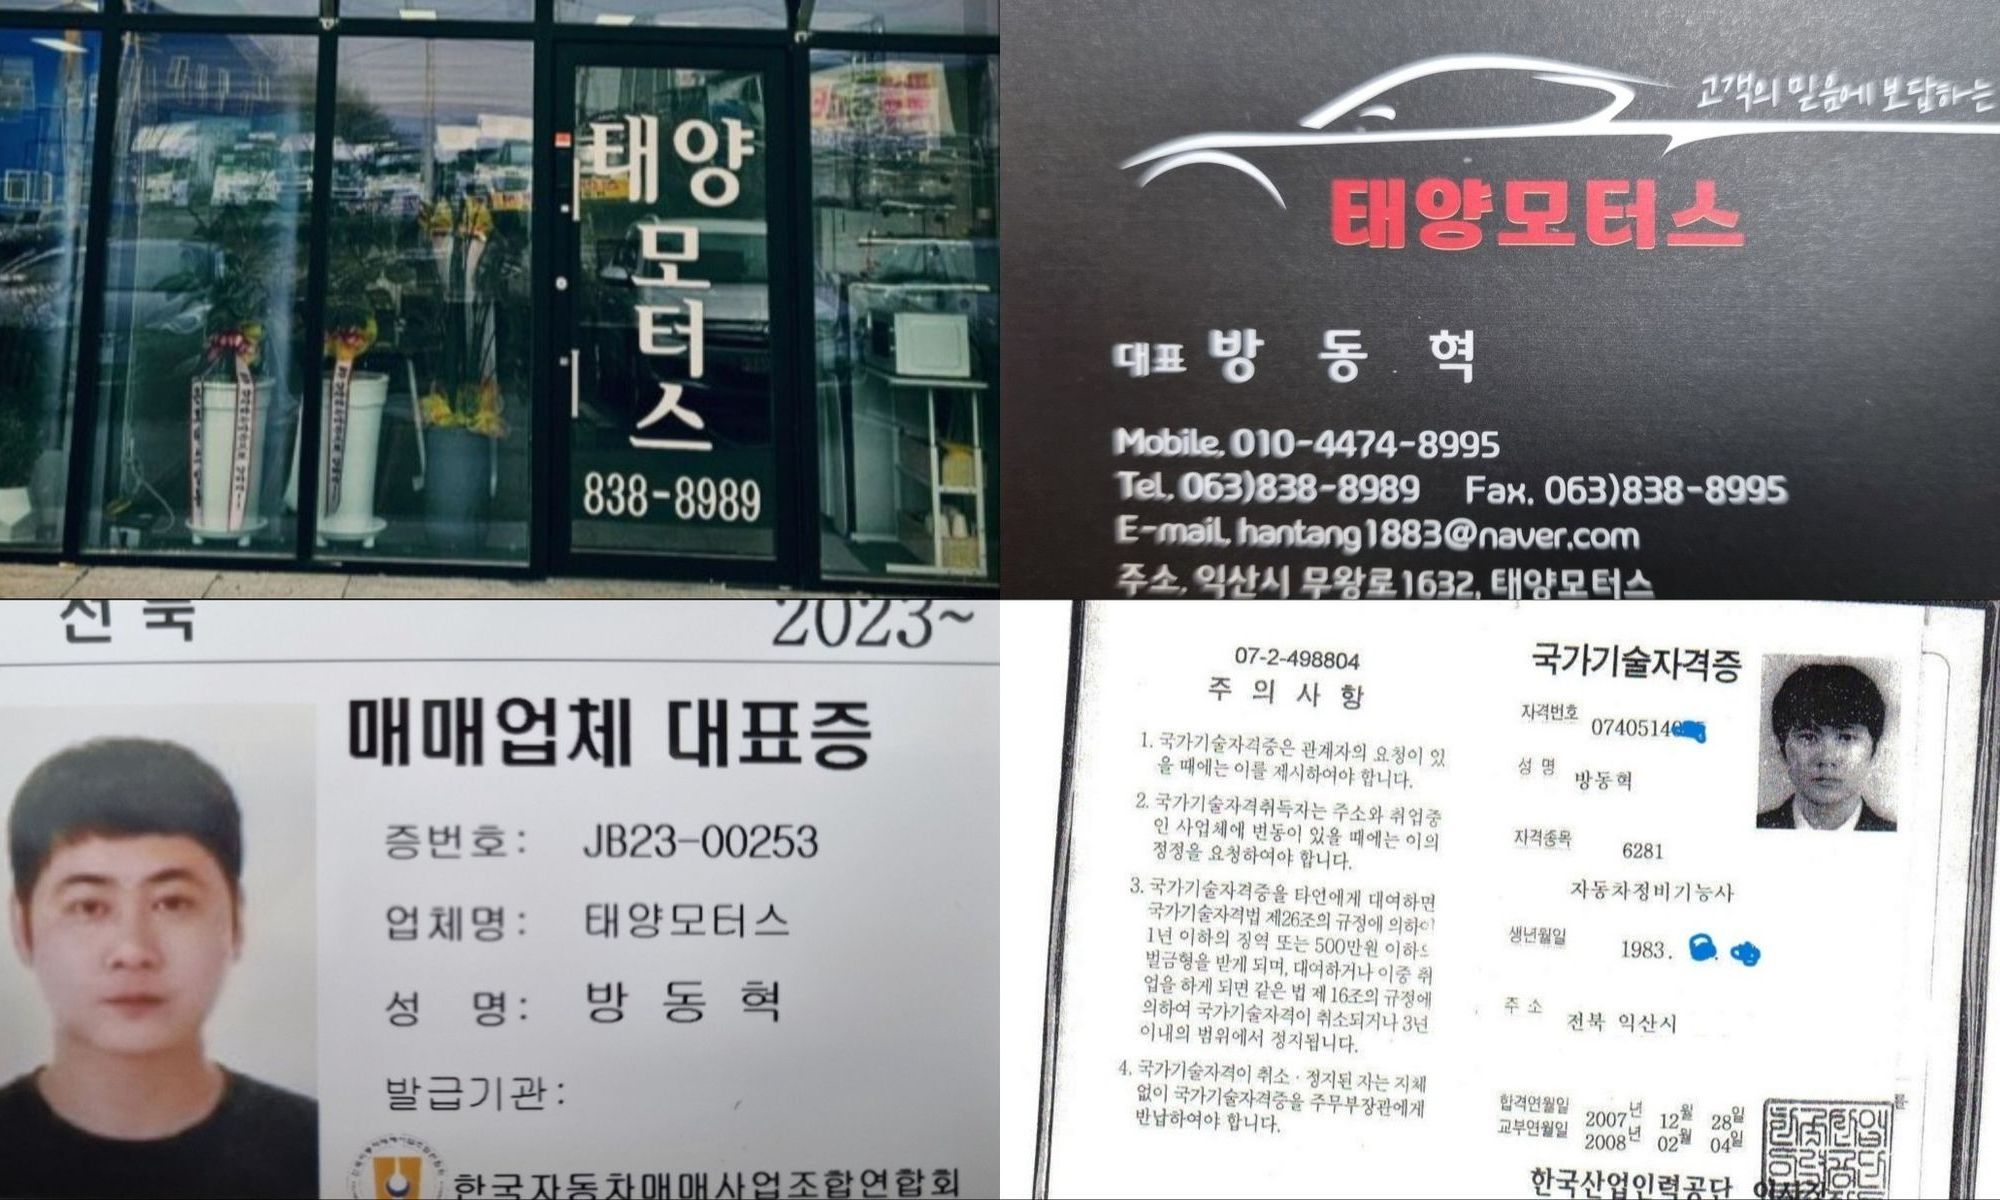 태양
모터스
838-8989
고객의 믿음에 보답하는
태양모터스
대표 방 동 혁
Mobile. 010-4474-8995
Tel. 063)838-8989 Fax. 063)838-8995
E-mail. hantang1883@naver.com
주소. 익산시 무왕로1632, 태양모터스
전 북
2023~
매매업체 대표증
증번호: JB23-00253
업체명: 태양모터스
성 명: 방 동 혁
발급기관:
한국자동차매매사업조합연합회
07-2-498804
주 의 사 항
1. 국가기술자격증은 관계자의 요청이 있
을 때에는 이를 제시하여야 합니다.
2. 국가기술자격취득자는 주소와 취업중
인 사업체에 변동이 있을 때에는 이의
정정을 요청하여야 합니다.
3. 국가기술자격증을 타인에게 대여하면
국가기술자격법 제26조의 규정에 의하여
1년 이하의 징역 또는 500만원 이하의
벌금형을 받게 되며, 대여하거나 이중 취
업을 하게 되면 같은 법 제16조의 규정에
의하여 국가기술자격이 취소되거나 3년
이내의 범위에서 정지됩니다.
4. 국가기술자격이 취소·정지된 자는 지체
없이 국가기술자격증을 주무부장관에게
반납하여야 합니다.
국가기술자격증
자격번호 0740514
성 명 방동혁
자격종목 6281
자동차정비기능사
생년월일 1983.
주 소 전북 익산시
합격연월일 2007년 12월 28일
교부연월일 2008년 02월 04일
한국산업인력공단